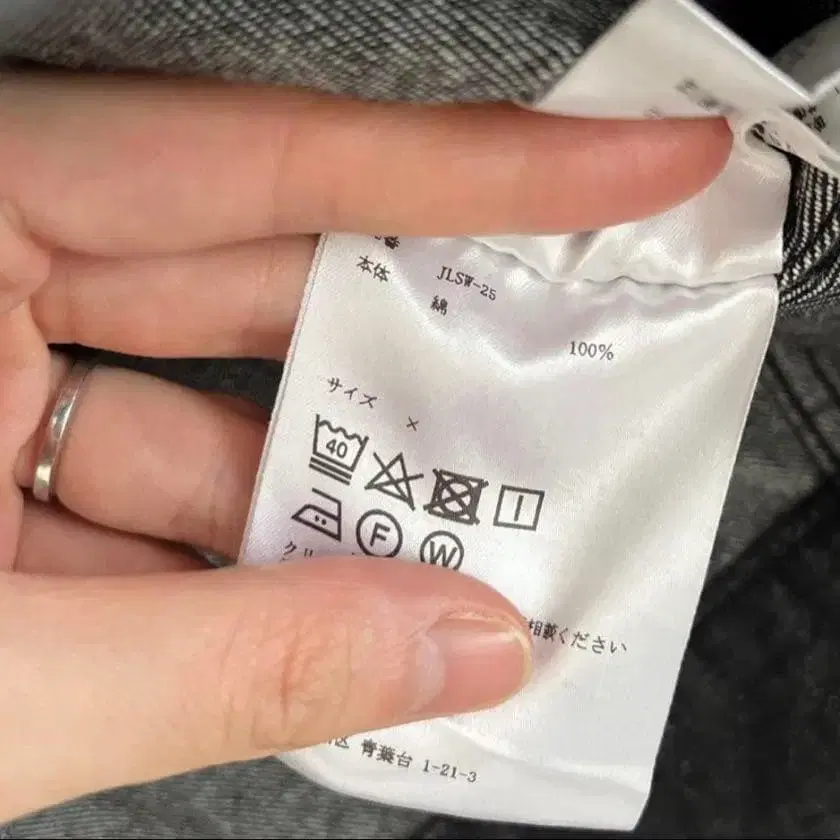 本体 JLSW-25
綿 100%
サイズ ×
40
F W
相談ください
区 青葉台 1-21-3